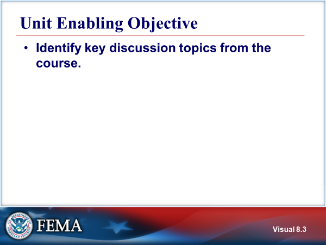 Unit Enabling Objective
• Identify key discussion topics from the
course.
FEMA
Visual 8.3